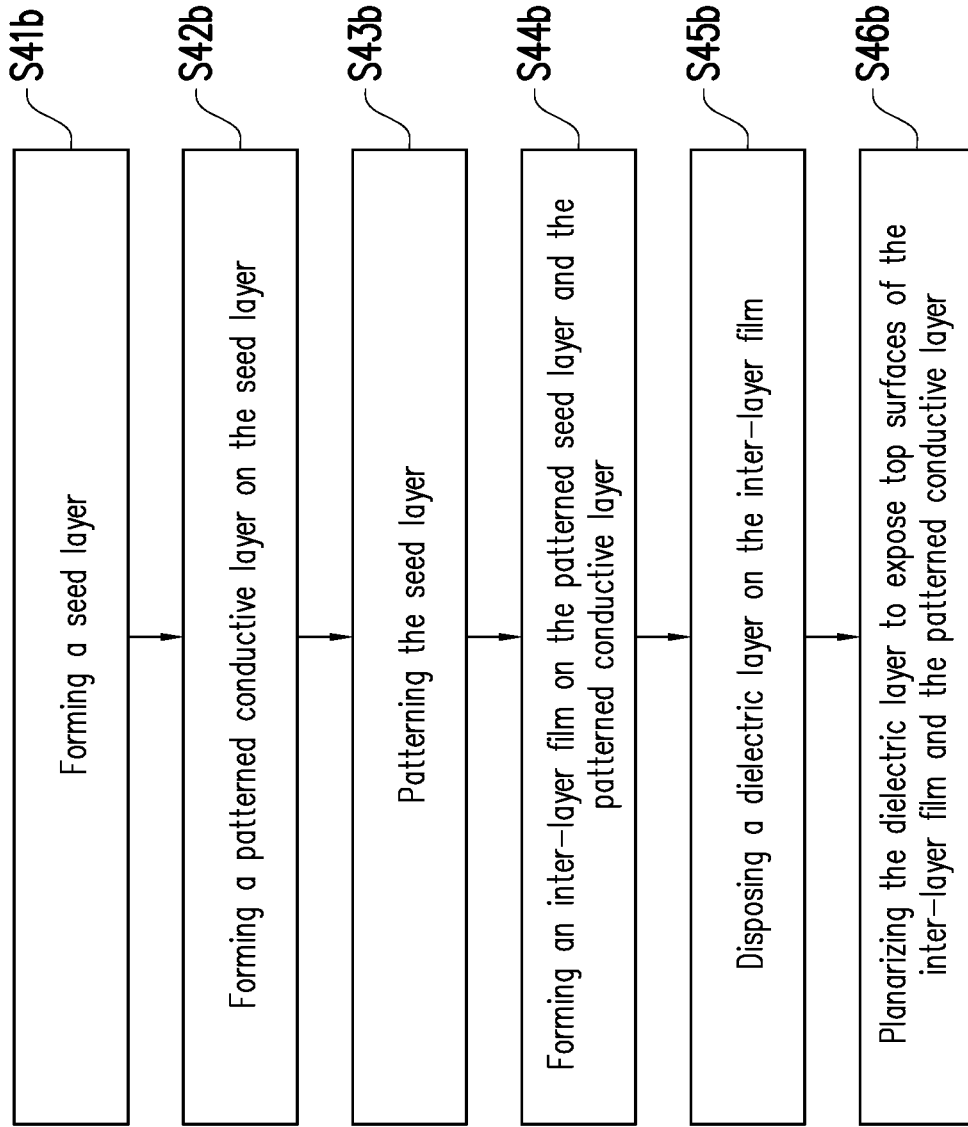 Forming a seed layer
S41b
Forming a patterned conductive layer on the seed layer
S42b
Patterning the seed layer
S43b
Forming an inter-layer film on the patterned seed layer and the
patterned conductive layer
S44b
Disposing a dielectric layer on the inter-layer film
S45b
Planarizing the dielectric layer to expose top surfaces of the
inter-layer film and the patterned conductive layer
S46b